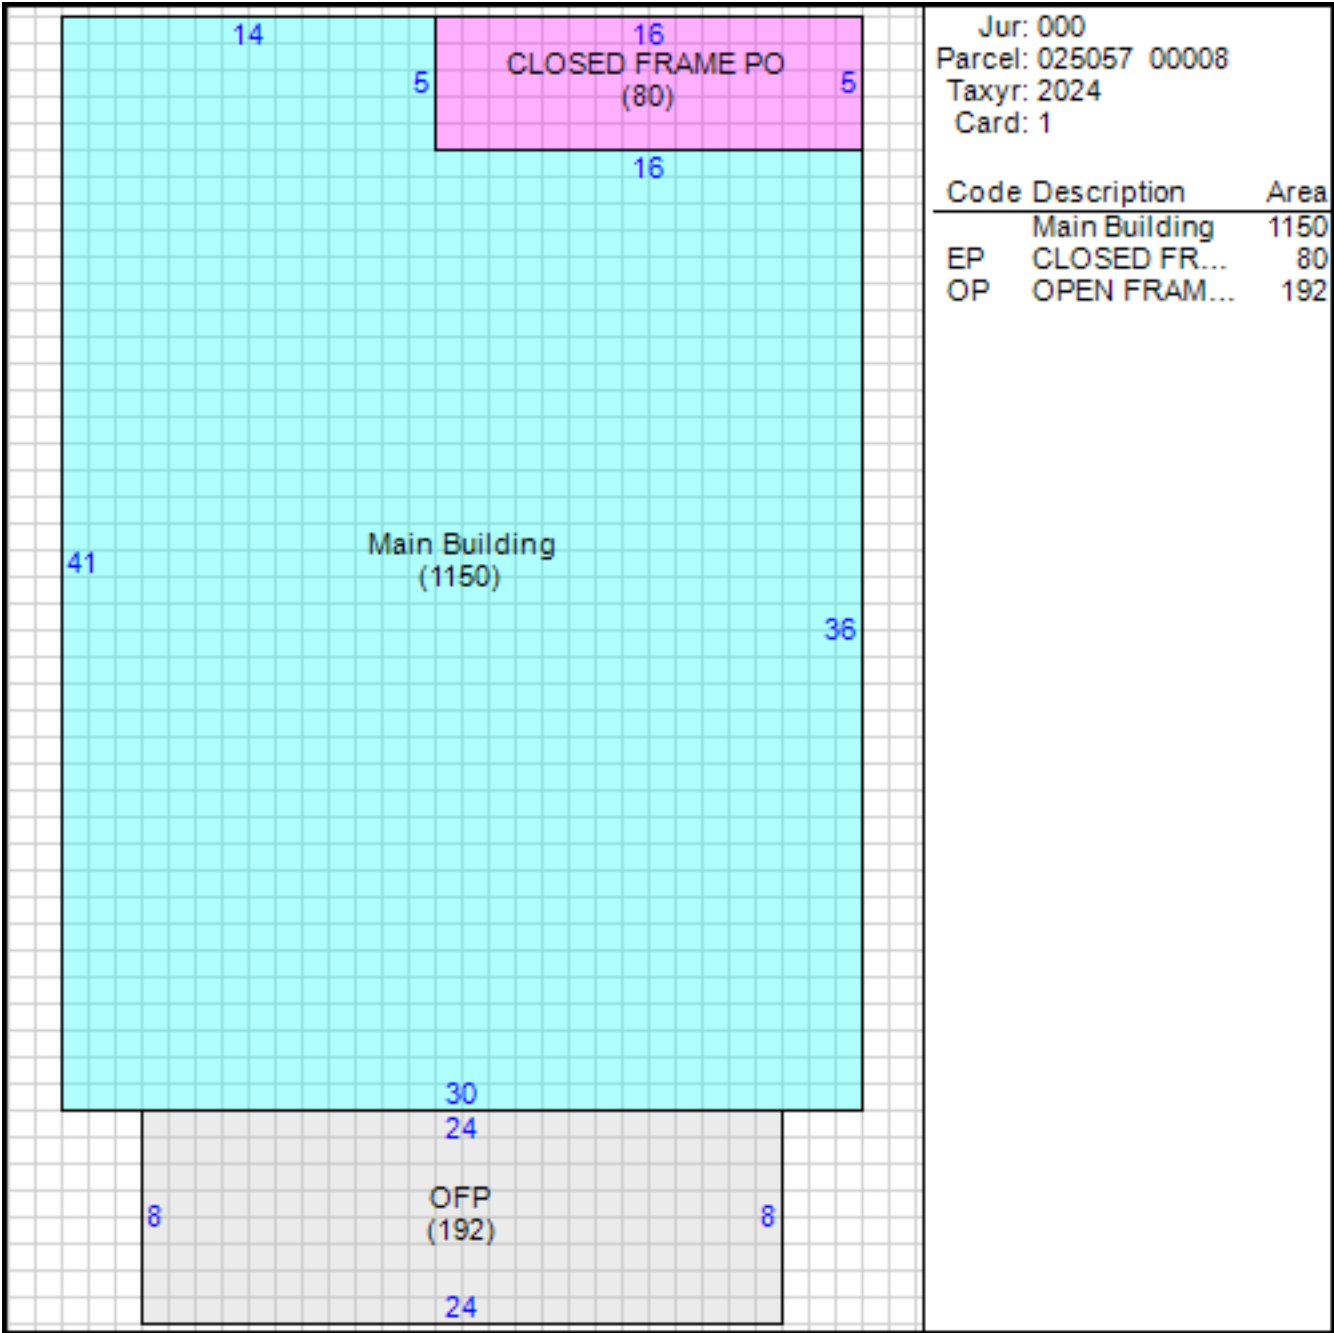 14
16
CLOSED FRAME PO
(80)
5
5
16
Main Building
(1150)
41
36
30
24
OFP
(192)
8
8
24
Jur: 000
Parcel: 025057 00008
Taxyr: 2024
Card: 1
Code Description Area
Main Building 1150
EP CLOSED FR... 80
OP OPEN FRAM... 192